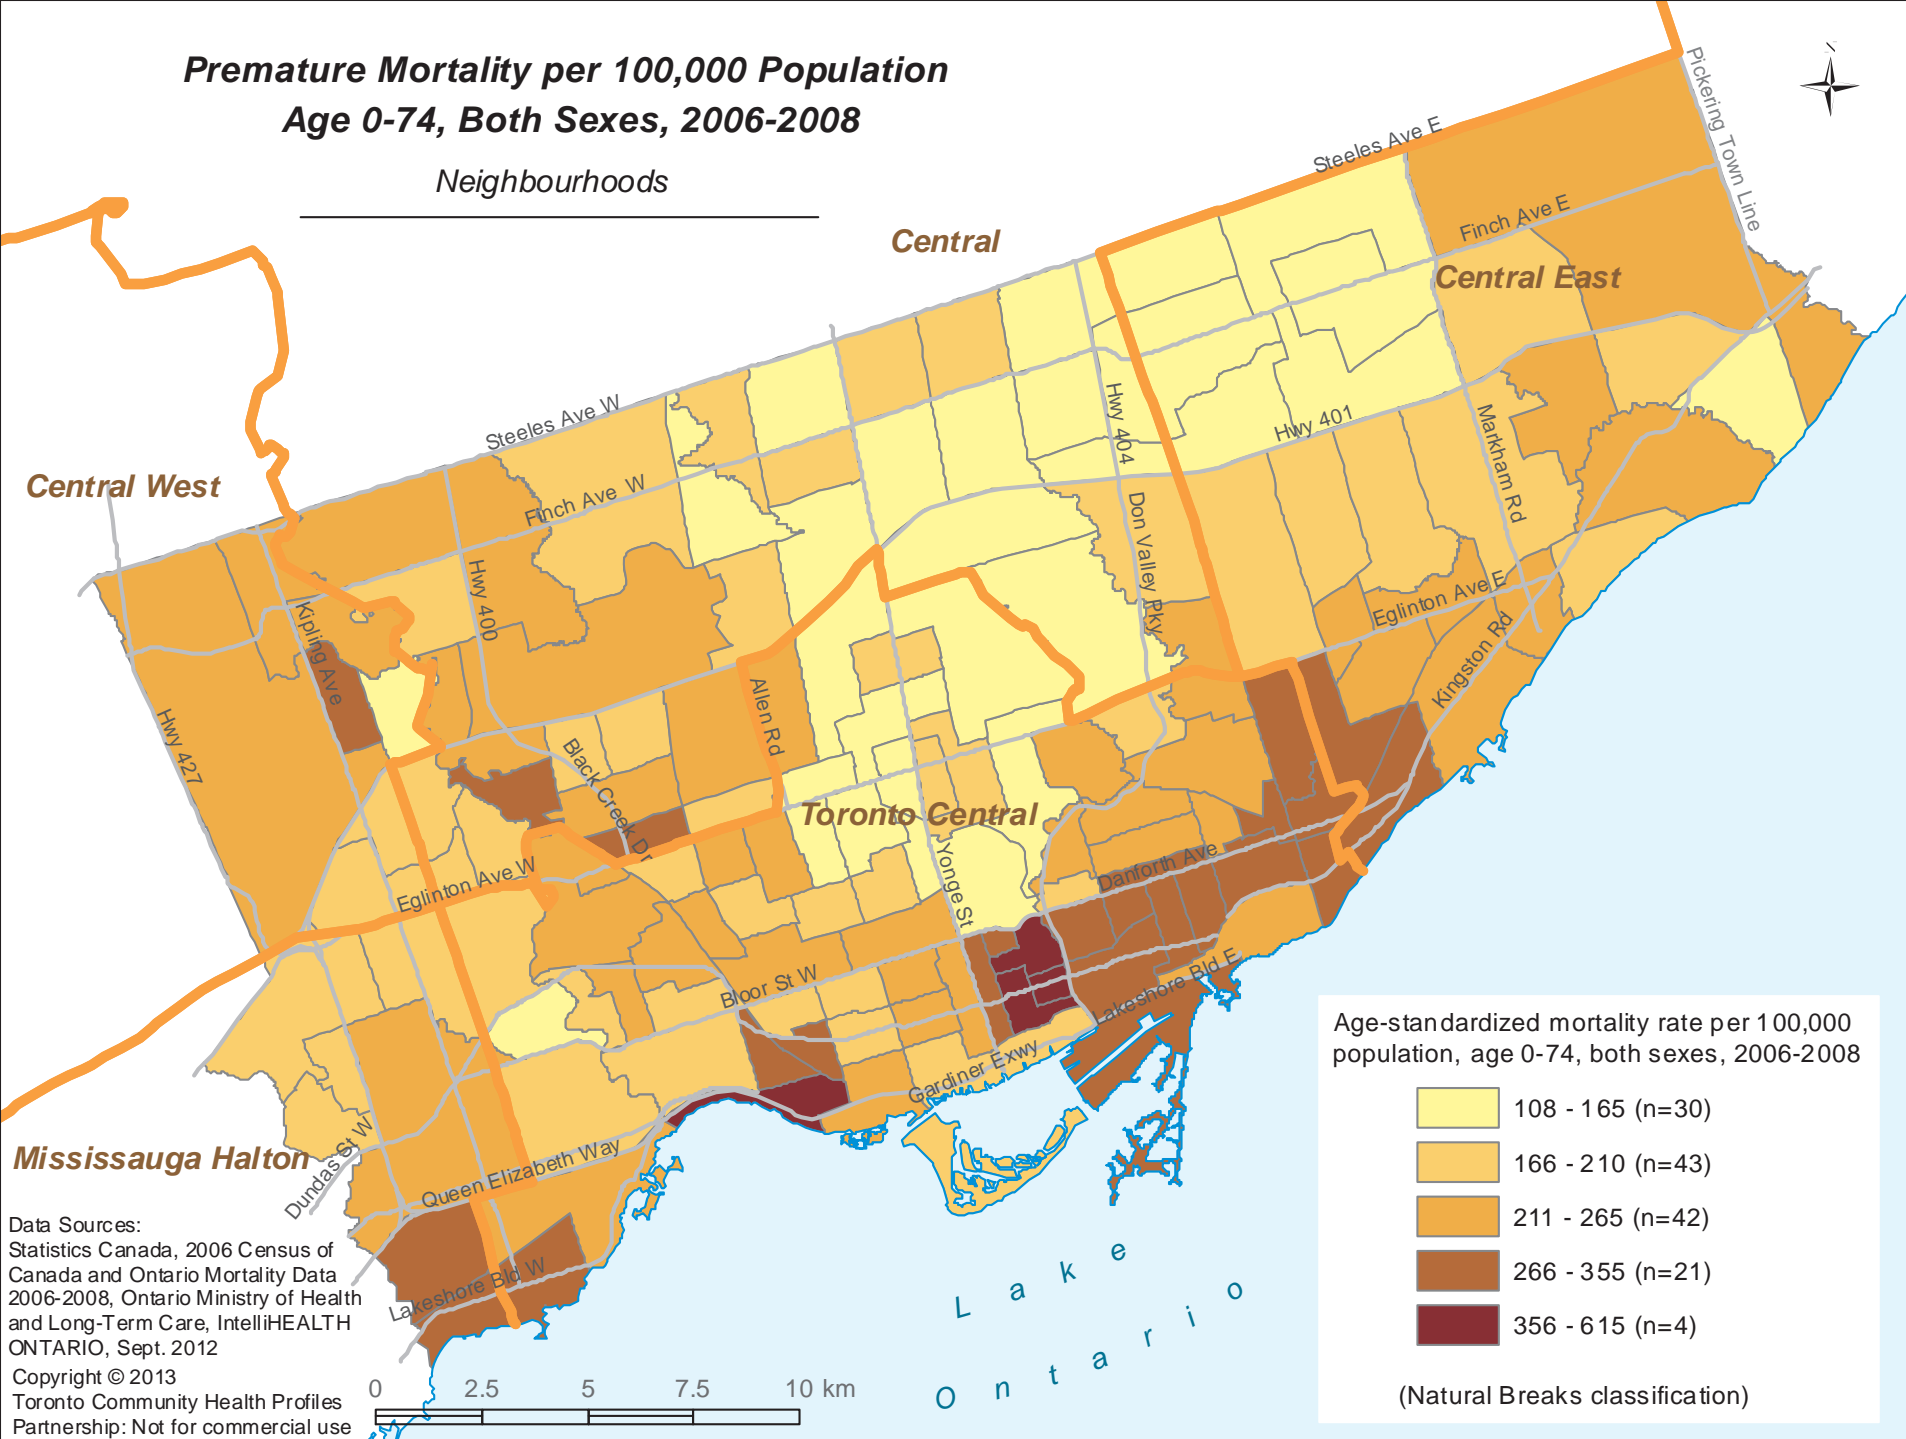 Premature Mortality per 100,000 Population
Age 0-74, Both Sexes, 2006-2008
Neighbourhoods
N
Pickering Town Line
Steeles Ave E
Finch Ave E
Central
Central East
Steeles Ave W
Hwy 404
Hwy 401
Markham Rd
Central West
Finch Ave W
Don Valley Pky
Hwy 400
Kipling Ave
Eglinton Ave E
Kingston Rd
Allen Rd
Hwy 427
Black Creek Dr
Toronto Central
Yonge St
Danforth Ave
Eglinton Ave W
Bloor St W
Lakeshore Bld E
Gardiner Exwy
Mississauga Halton
Dundas St W
Queen Elizabeth Way
Lakeshore Bld W
Lake
Ontario
Age-standardized mortality rate per 100,000
population, age 0-74, both sexes, 2006-2008
108 - 165 (n=30)
166 - 210 (n=43)
211 - 265 (n=42)
266 - 355 (n=21)
356 - 615 (n=4)
(Natural Breaks classification)
Data Sources:
Statistics Canada, 2006 Census of
Canada and Ontario Mortality Data
2006-2008, Ontario Ministry of Health
and Long-Term Care, IntelliHEALTH
ONTARIO, Sept. 2012
Copyright © 2013
Toronto Community Health Profiles
Partnership: Not for commercial use
0 2.5 5 7.5 10 km